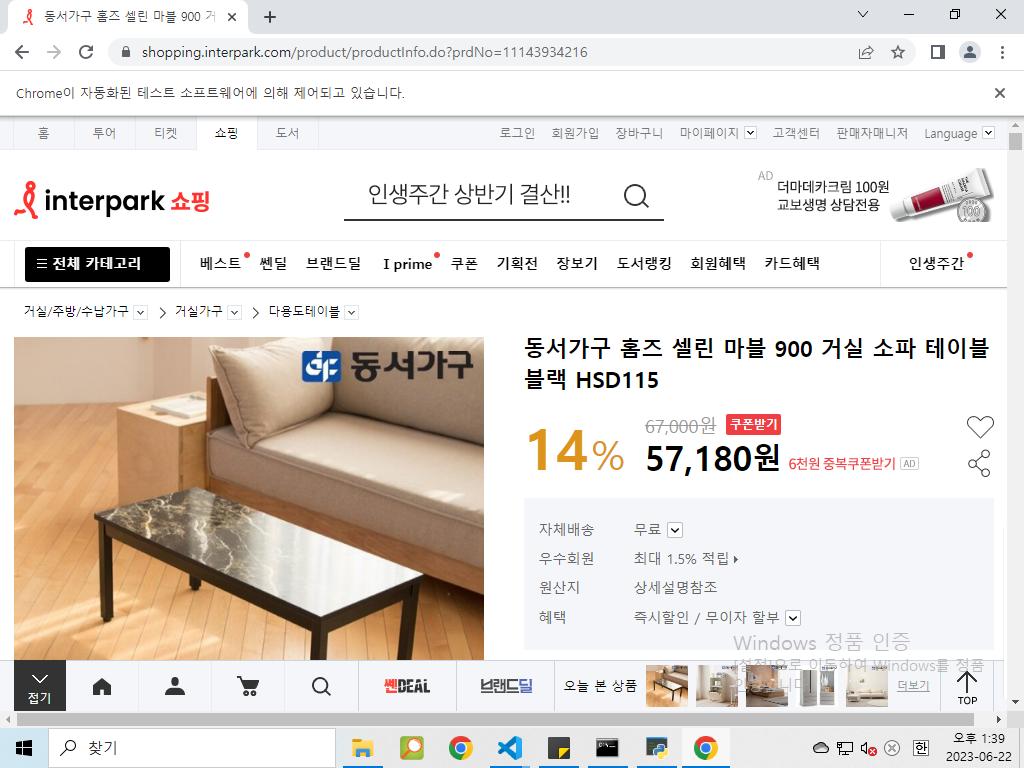 동서가구 홈즈 셀린 마블 900 거
shopping.interpark.com/product/productInfo.do?prdNo=11143934216
Chrome이 자동화된 테스트 소프트웨어에 의해 제어되고 있습니다.
홈 투어 티켓 쇼핑 도서 로그인 회원가입 장바구니 마이페이지 고객센터 판매자매니저 Language
interpark 쇼핑
인생주간 상반기 결산!!
AD 더마데카크림 100원
교보생명 상담전용
전체 카테고리 베스트 쎈딜 브랜드딜 I prime 쿠폰 기획전 장보기 도서랭킹 회원혜택 카드혜택 인생주간
거실/주방/수납가구 거실가구 다용도테이블
동서가구
동서가구 홈즈 셀린 마블 900 거실 소파 테이블
블랙 HSD115
67,000원 쿠폰받기
14% 57,180원 6천원 중복쿠폰받기 AD
자체배송 무료
우수회원 최대 1.5% 적립
원산지 상세설명참조
혜택 즉시할인 / 무이자 할부
Windows 정품 인증
[설정]으로 이동하여 Windows를 정품
접기 쎈DEAL 브랜드딜 오늘 본 상품 더보기 TOP
찾기
한
오후 1:39
2023-06-22